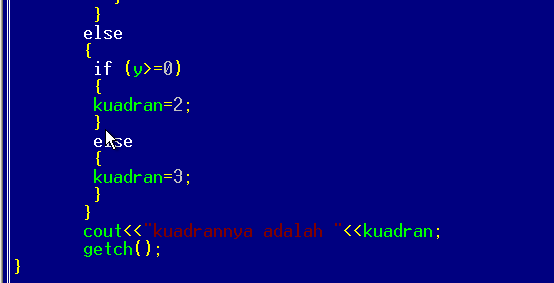 }
}
else
{
if (y>=0)
{
kuadran=2;
}
else
{
kuadran=3;
}
}
cout<<"kuadrannya adalah "<<kuadran;
getch();
}